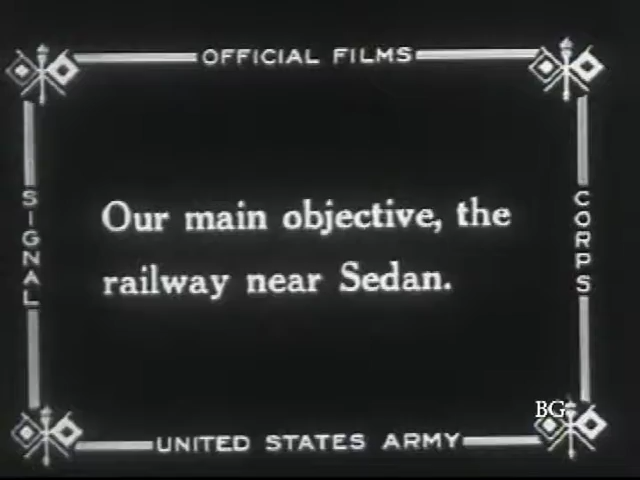 OFFICIAL FILMS
SIGNAL
CORPS
Our main objective, the
railway near Sedan.
BG
UNITED STATES ARMY